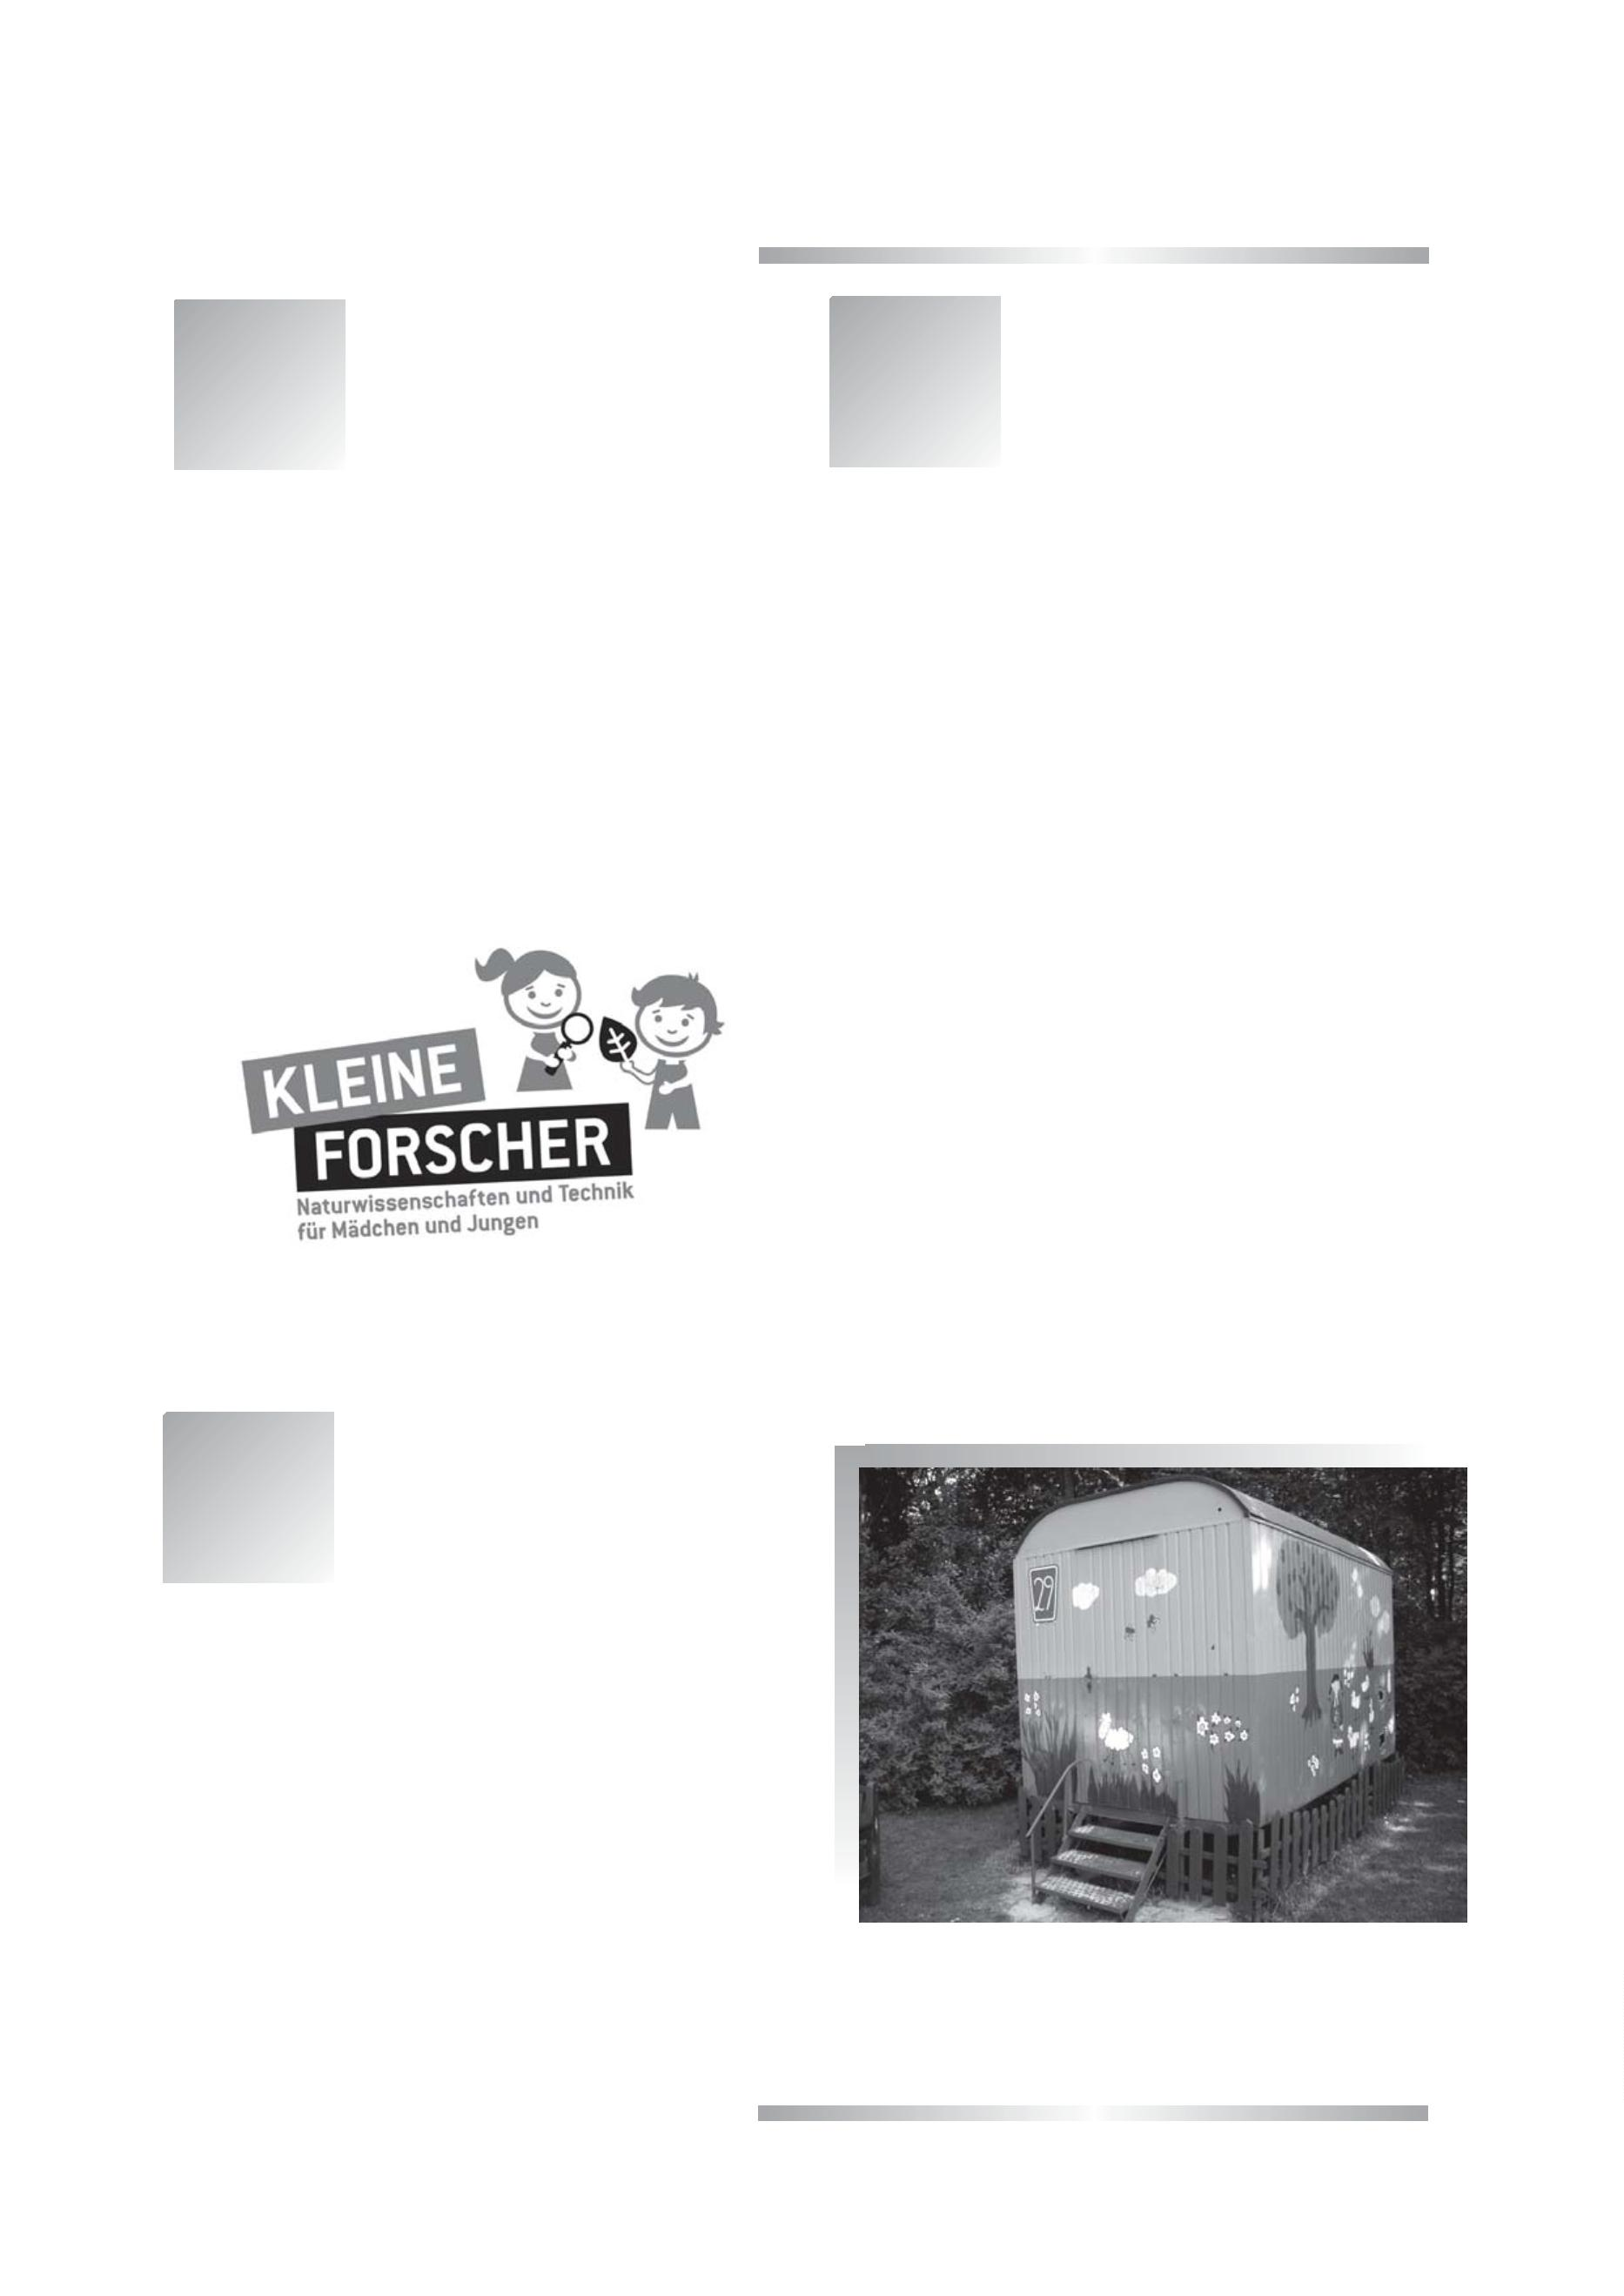 KLEINE
FORSCHER
Naturwissenschaften und Technik
für Mädchen und Jungen
29